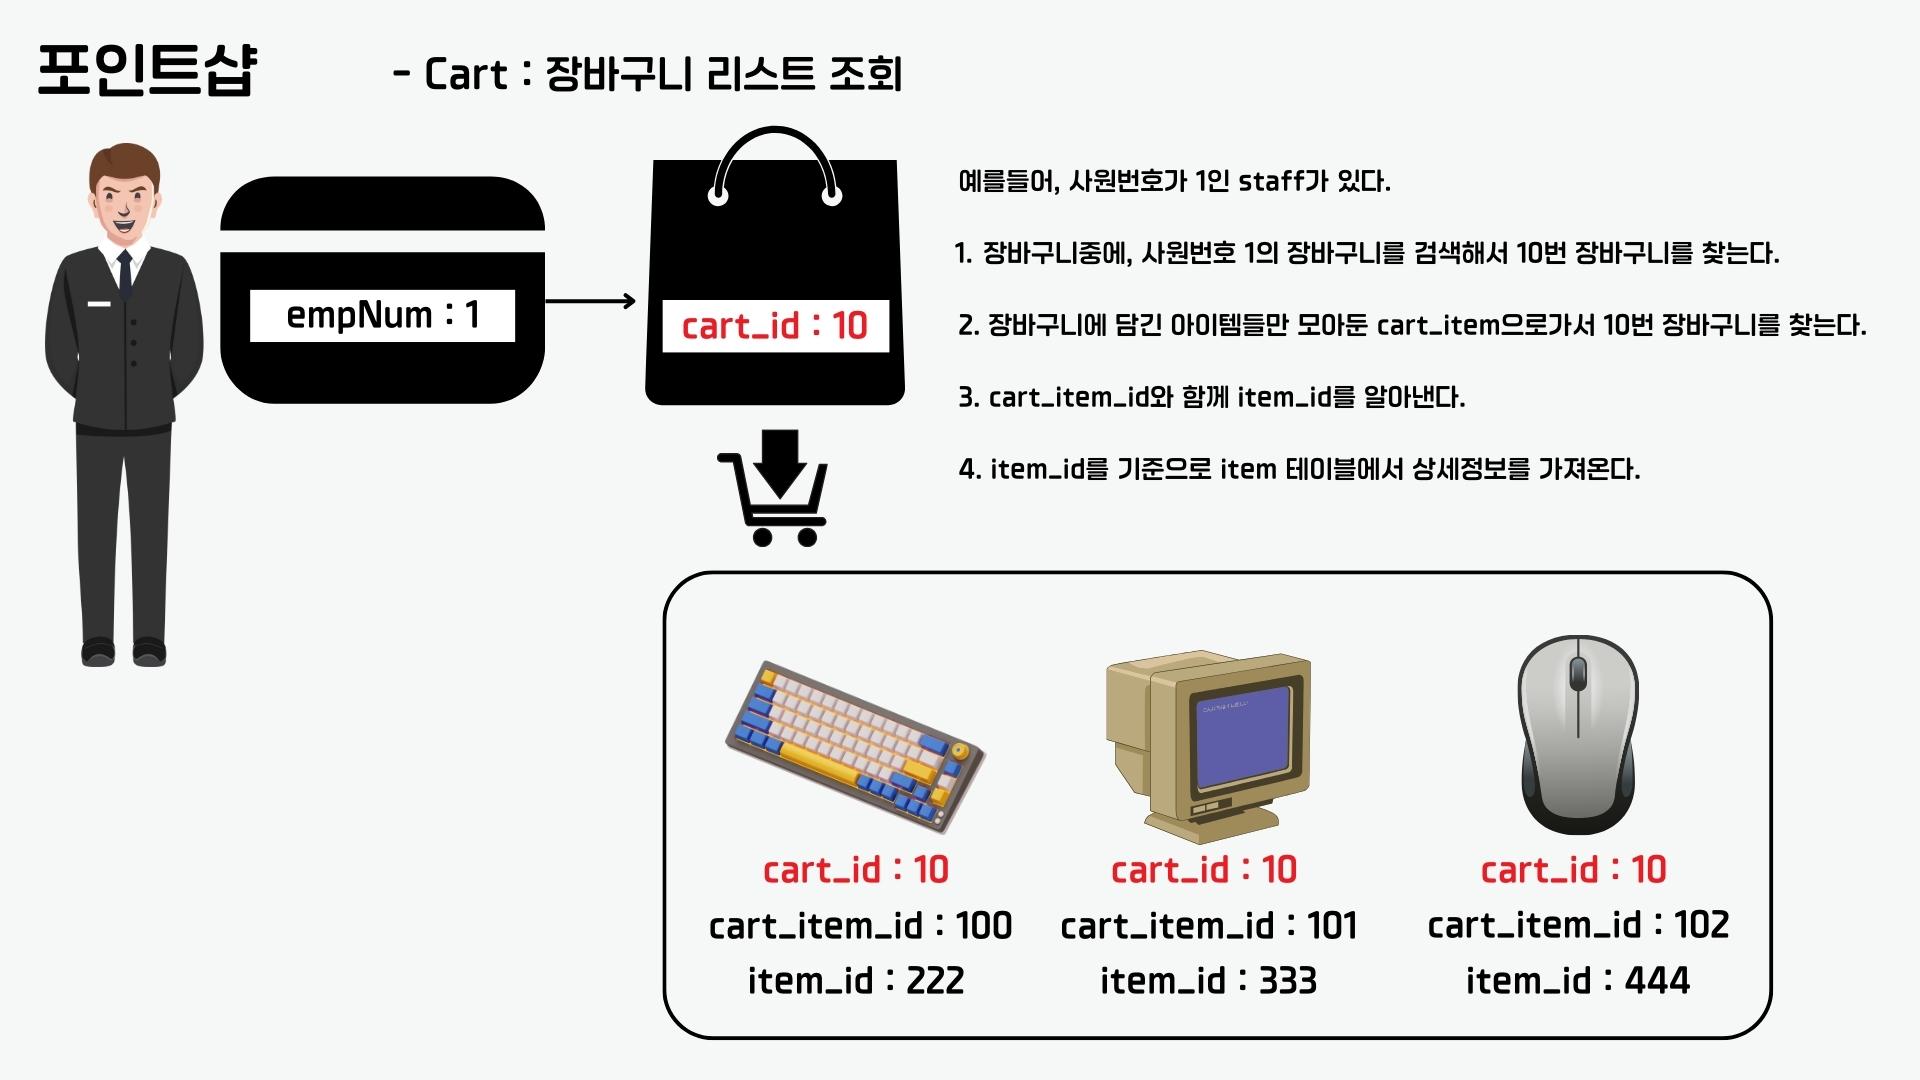 포인트샵
- Cart : 장바구니 리스트 조회
empNum : 1
cart_id : 10
예를들어, 사원번호가 1인 staff가 있다.
1. 장바구니중에, 사원번호 1의 장바구니를 검색해서 10번 장바구니를 찾는다.
2. 장바구니에 담긴 아이템들만 모아둔 cart_item으로가서 10번 장바구니를 찾는다.
3. cart_item_id와 함께 item_id를 알아낸다.
4. item_id를 기준으로 item 테이블에서 상세정보를 가져온다.
cart_id : 10
cart_item_id : 100
item_id : 222
cart_id : 10
cart_item_id : 101
item_id : 333
cart_id : 10
cart_item_id : 102
item_id : 444